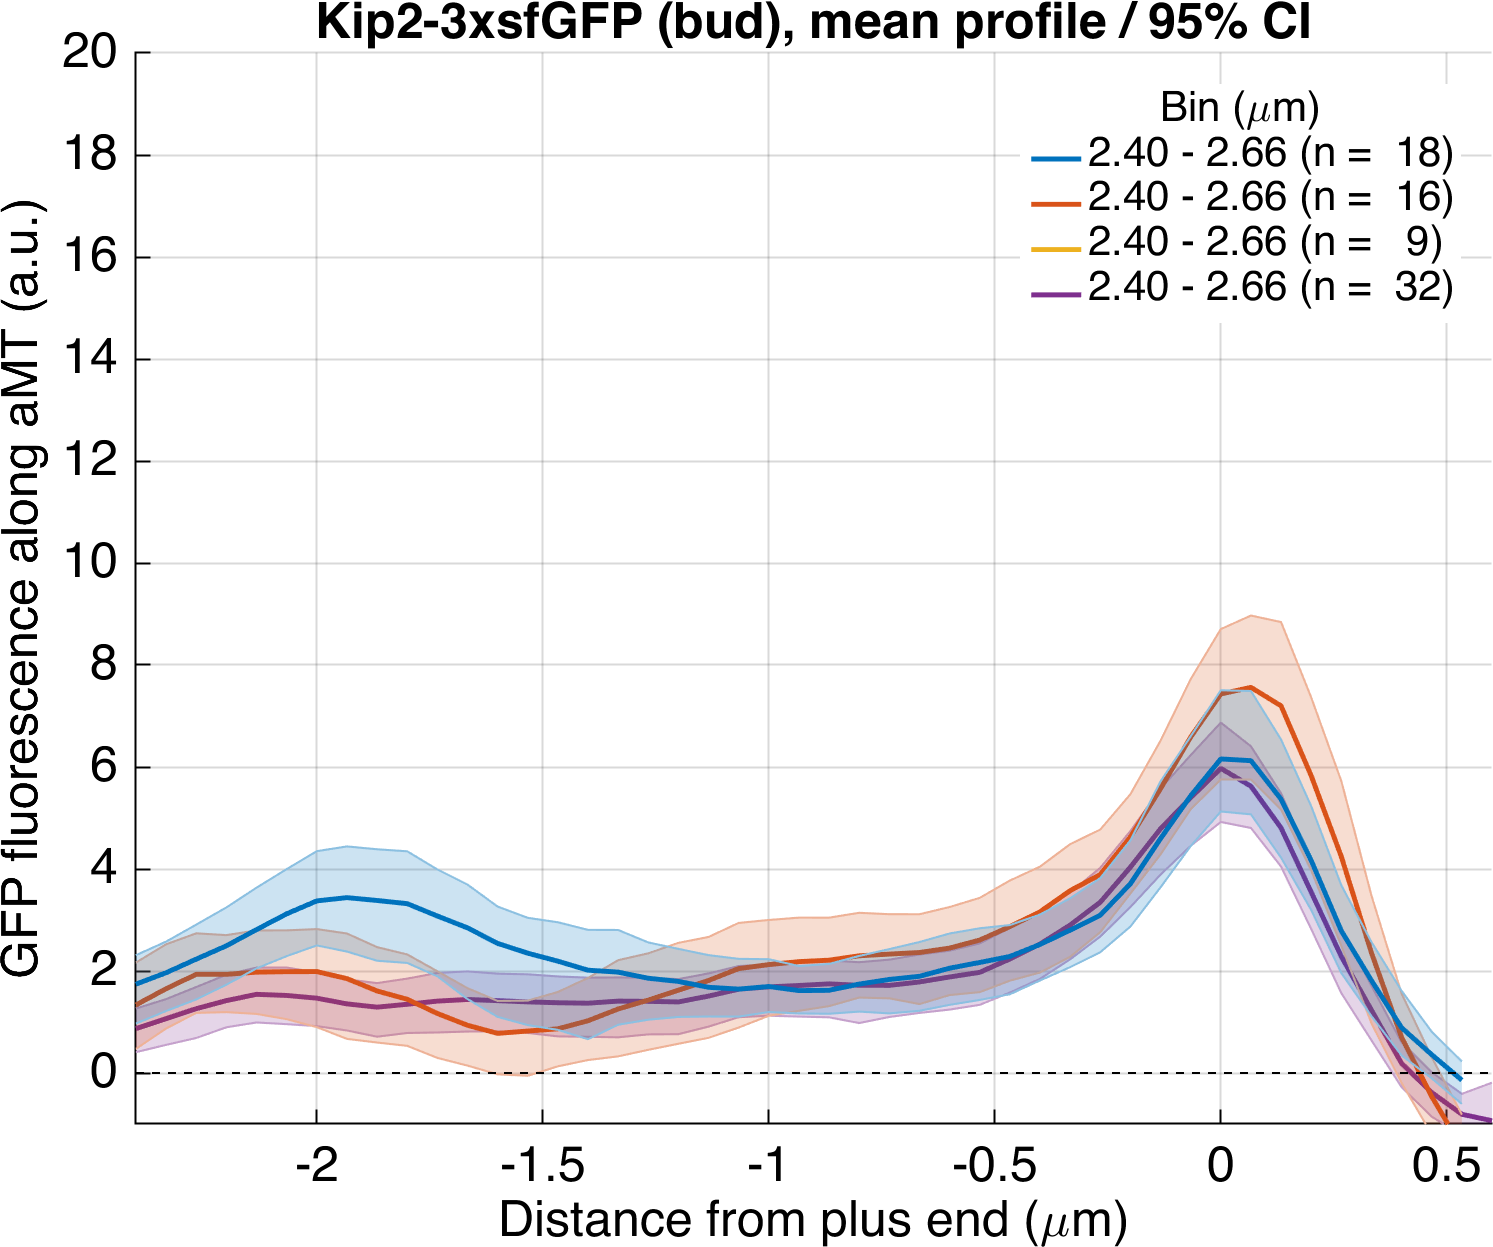 Kip2-3xsfGFP (bud), mean profile / 95% CI
GFP fluorescence along aMT (a.u.)
20
18
16
14
12
10
8
6
4
2
0
Bin (μm)
2.40 - 2.66 (n = 18)
2.40 - 2.66 (n = 16)
2.40 - 2.66 (n = 9)
2.40 - 2.66 (n = 32)
-2 -1.5 -1 -0.5 0 0.5
Distance from plus end (μm)